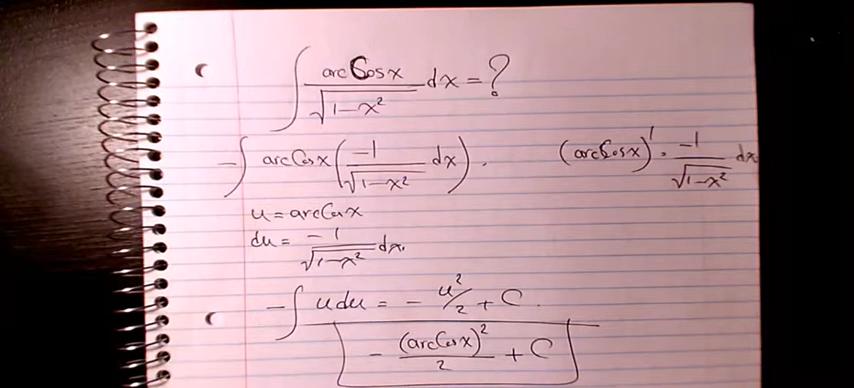 ∫ arcCosx / √(1-x²) dx = ?
-∫ arcCosx (-1 / √(1-x²) dx). (arcCosx)' . -1 / √(1-x²) dx
u = arcCosx
du = -1 / √(1-x²) dx.
-∫ u du = - u²/2 + C.
- (arcCosx)² / 2 + C